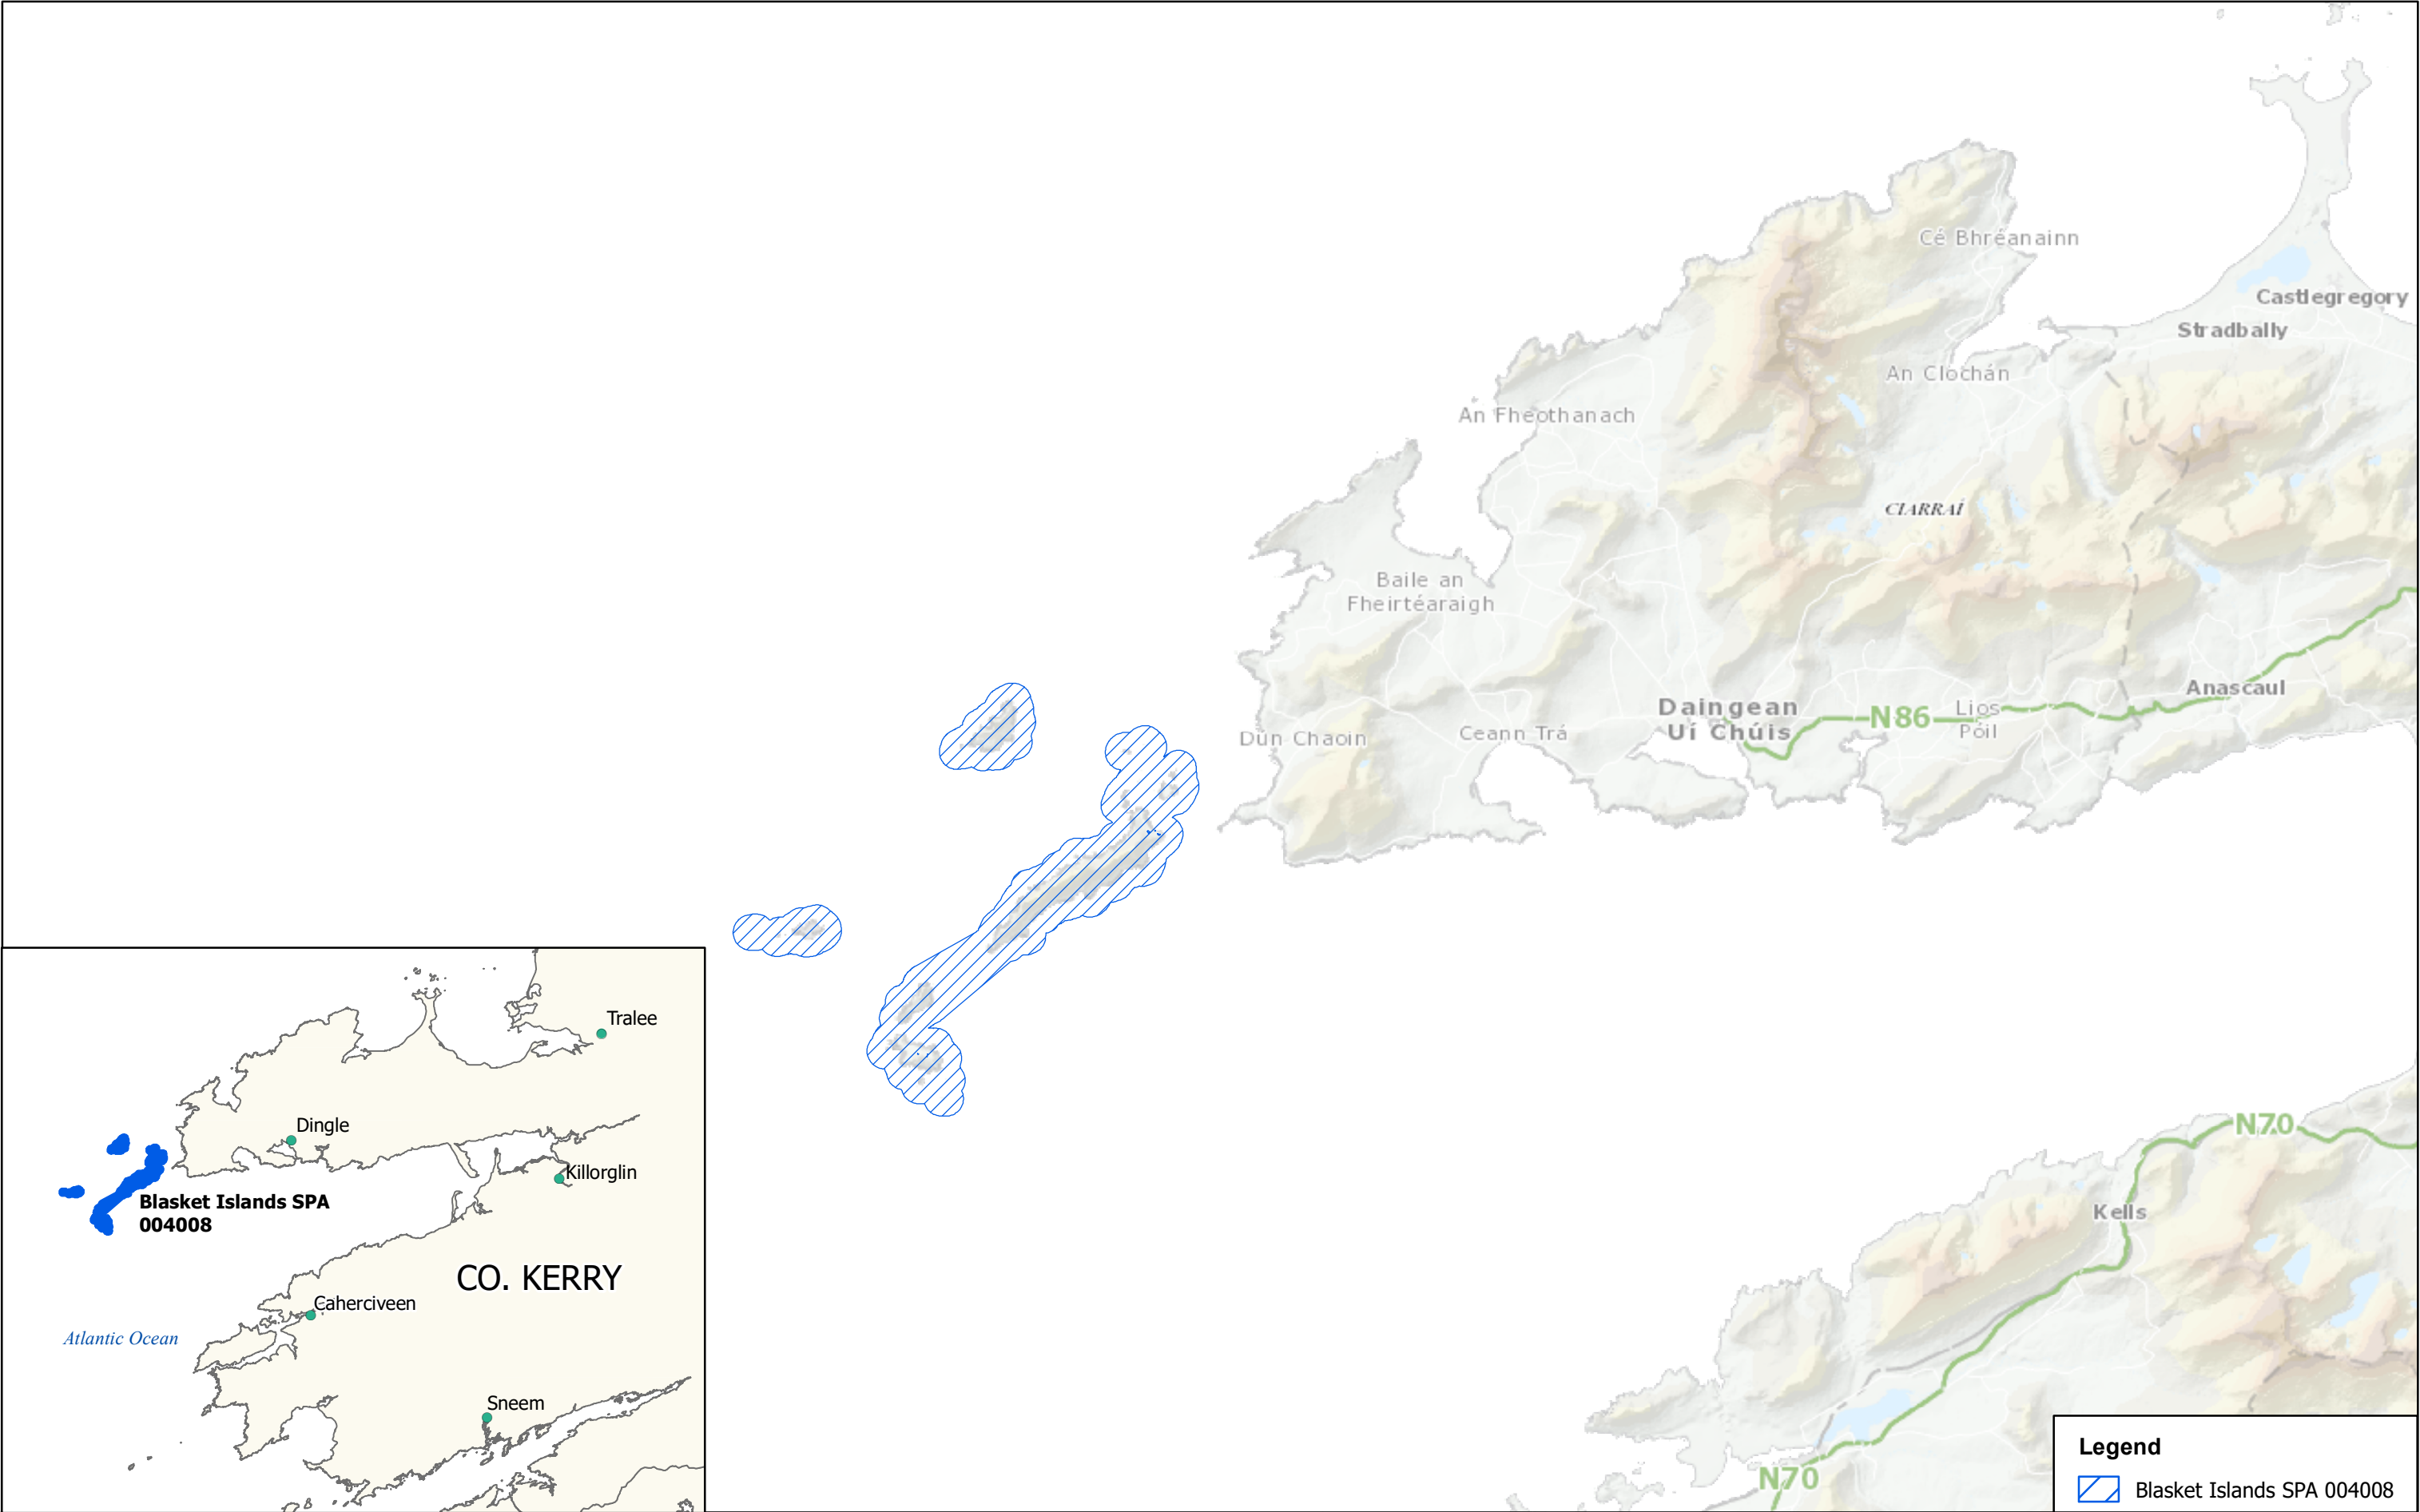 Cé Bhréanainn
Castlegregory
Stradbally
An Clochán
An Fheothanach
CIARRAÍ
Baile an
Fheirtéaraigh
Anascaul
Daingean
Uí Chúis
N86
Lios
Póil
Dún Chaoin
Ceann Trá
N70
Kells
N70
Tralee
Dingle
Killorglin
Blasket Islands SPA
004008
CO. KERRY
Caherciveen
Atlantic Ocean
Sneem
Legend
Blasket Islands SPA 004008